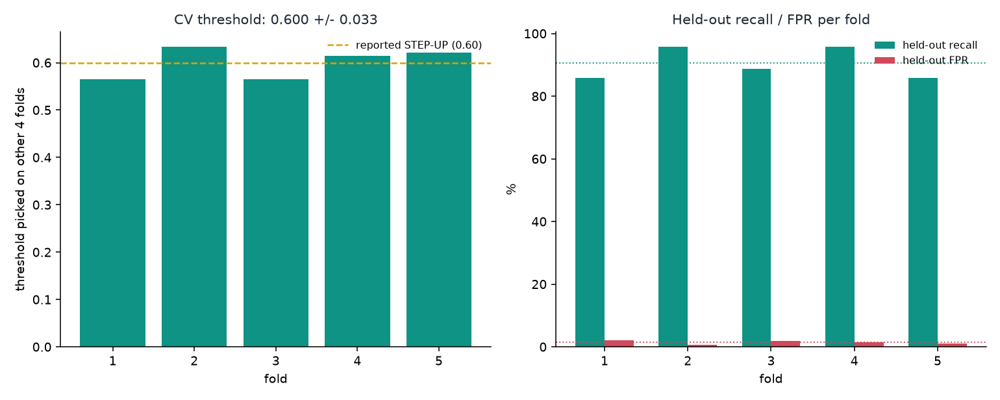 CV threshold: 0.600 +/- 0.033
reported STEP-UP (0.60)
threshold picked on other 4 folds
0.6
0.5
0.4
0.3
0.2
0.1
0.0
1 2 3 4 5
fold
Held-out recall / FPR per fold
held-out recall
held-out FPR
%
100
80
60
40
20
0
1 2 3 4 5
fold